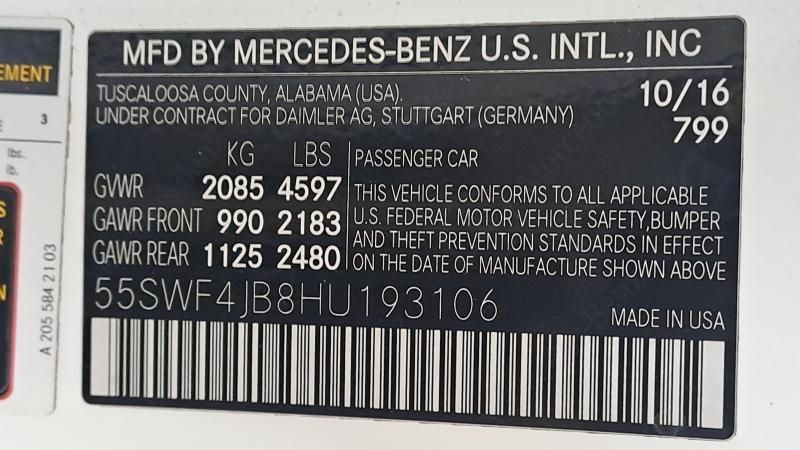 MFD BY MERCEDES-BENZ U.S. INTL., INC
TUSCALOOSA COUNTY, ALABAMA (USA).
UNDER CONTRACT FOR DAIMLER AG, STUTTGART (GERMANY)
10/16
799
KG LBS
GVWR 2085 4597
GAWR FRONT 990 2183
GAWR REAR 1125 2480
PASSENGER CAR
THIS VEHICLE CONFORMS TO ALL APPLICABLE
U.S. FEDERAL MOTOR VEHICLE SAFETY,BUMPER
AND THEFT PREVENTION STANDARDS IN EFFECT
ON THE DATE OF MANUFACTURE SHOWN ABOVE
55SWF4JB8HU193106
MADE IN USA
EMENT
3
lbs.
lb.
A 205 584 21 03